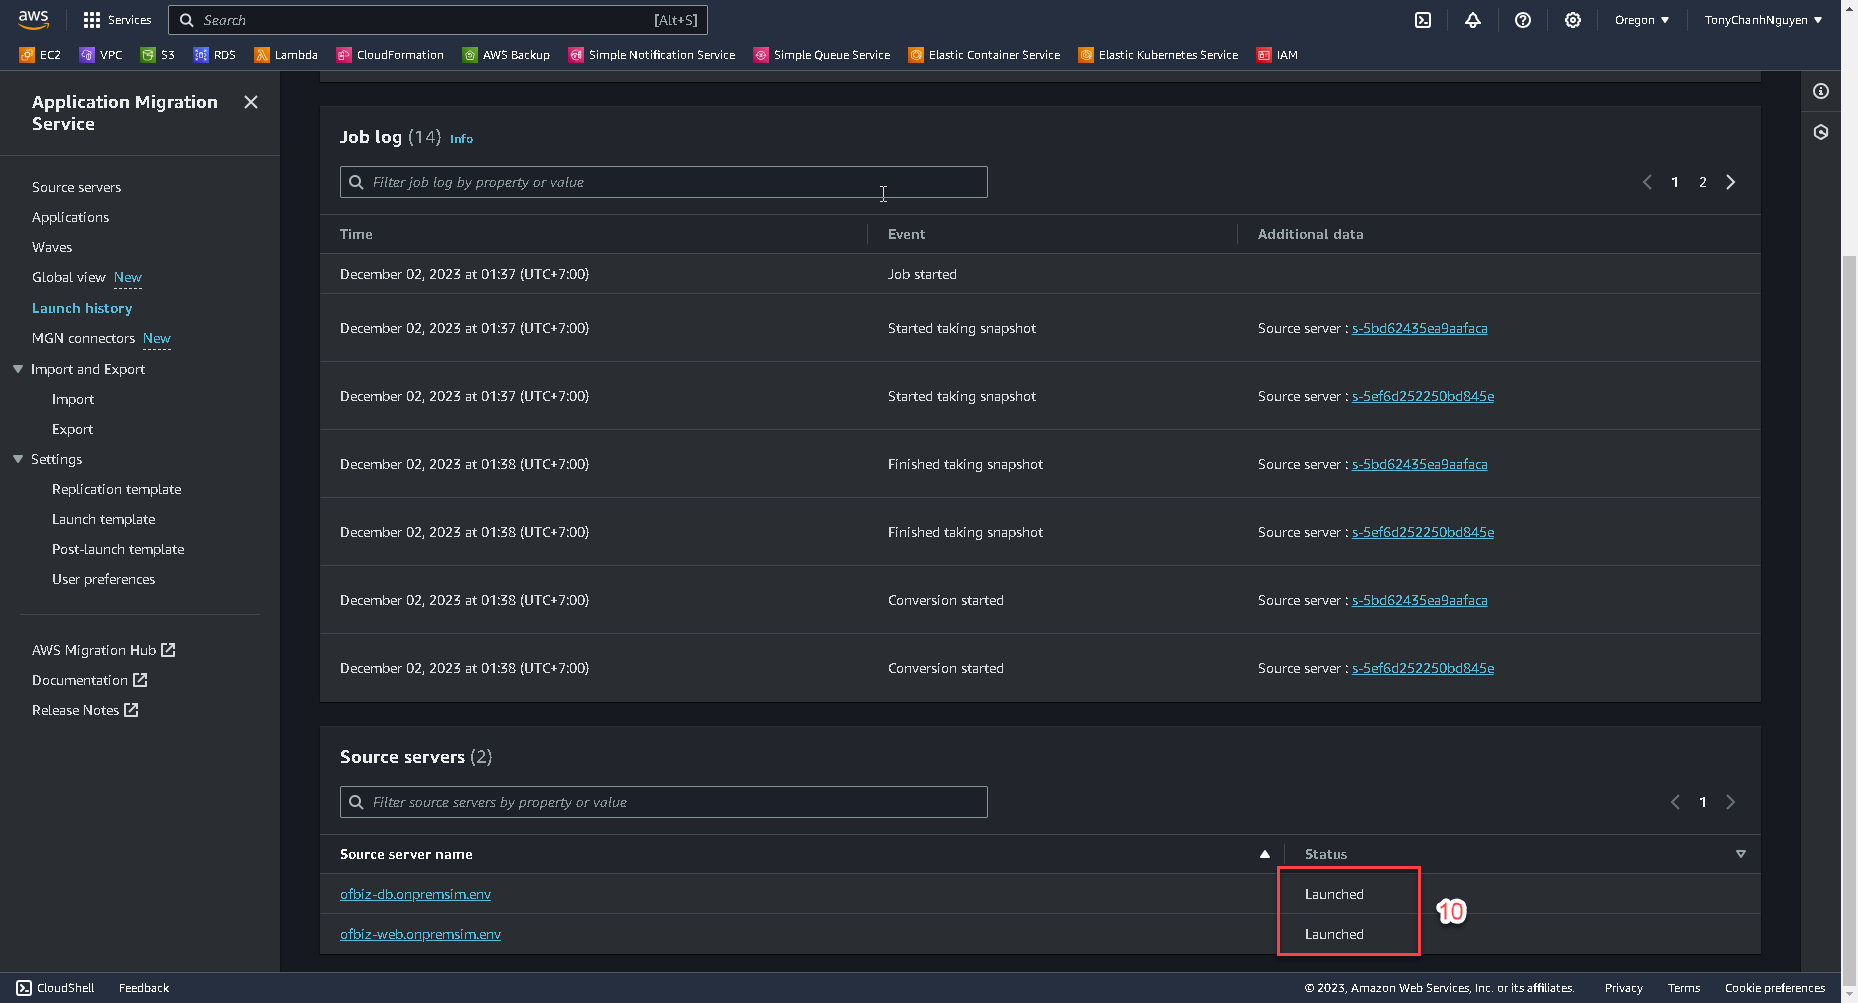 aws Services Search [Alt+S] Oregon ▼ TonyChanhNguyen ▼
EC2 VPC S3 RDS Lambda CloudFormation AWS Backup Simple Notification Service Simple Queue Service Elastic Container Service Elastic Kubernetes Service IAM
Application Migration
Service
Source servers
Applications
Waves
Global view New
Launch history
MGN connectors New
Import and Export
Import
Export
Settings
Replication template
Launch template
Post-launch template
User preferences
AWS Migration Hub
Documentation
Release Notes
Job log (14) Info
Filter job log by property or value 1 2
Time Event Additional data
December 02, 2023 at 01:37 (UTC+7:00) Job started
December 02, 2023 at 01:37 (UTC+7:00) Started taking snapshot Source server : s-5bd62435ea9aafaca
December 02, 2023 at 01:37 (UTC+7:00) Started taking snapshot Source server : s-5ef6d252250bd845e
December 02, 2023 at 01:38 (UTC+7:00) Finished taking snapshot Source server : s-5bd62435ea9aafaca
December 02, 2023 at 01:38 (UTC+7:00) Finished taking snapshot Source server : s-5ef6d252250bd845e
December 02, 2023 at 01:38 (UTC+7:00) Conversion started Source server : s-5bd62435ea9aafaca
December 02, 2023 at 01:38 (UTC+7:00) Conversion started Source server : s-5ef6d252250bd845e
Source servers (2)
Filter source servers by property or value 1
Source server name Status
ofbiz-db.onpremsim.env Launched
10
ofbiz-web.onpremsim.env Launched
CloudShell Feedback © 2023, Amazon Web Services, Inc. or its affiliates. Privacy Terms Cookie preferences